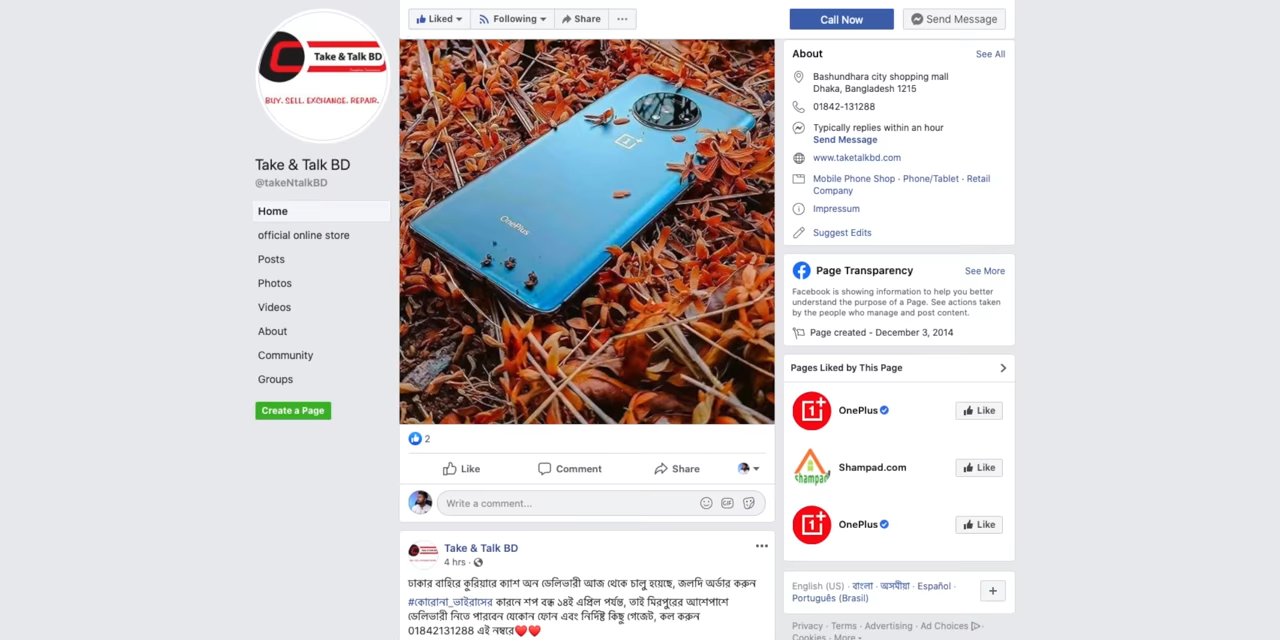 Take & Talk BD
BUY. SELL. EXCHANGE. REPAIR.
Take & Talk BD
@takeNtalkBD
Home
official online store
Posts
Photos
Videos
About
Community
Groups
Create a Page
Liked
Following
Share
Call Now
Send Message
OnePlus
2
Like
Comment
Share
Write a comment...
GIF
Take & Talk BD
4 hrs ·
ঢাকার বাহিরে কুরিয়ারে ক্যাশ অন ডেলিভারী আজ থেকে চালু হয়েছে, জলদি অর্ডার করুন
#কোরোনা_ভাইরাসের কারনে শপ বন্ধ ১৪ই এপ্রিল পর্যন্ত, তাই মিরপুরের আশেপাশে
ডেলিভারী নিতে পারবেন যেকোন ফোন এবং নির্দিষ্ট কিছু গেজেট, কল করুন
01842131288 এই নম্বরে❤️❤️
About
See All
Bashundhara city shopping mall
Dhaka, Bangladesh 1215
01842-131288
Typically replies within an hour
Send Message
www.taketalkbd.com
Mobile Phone Shop · Phone/Tablet · Retail
Company
Impressum
Suggest Edits
Page Transparency
See More
Facebook is showing information to help you better
understand the purpose of a Page. See actions taken
by the people who manage and post content.
Page created - December 3, 2014
Pages Liked by This Page
OnePlus
Like
Shampad.com
Like
OnePlus
Like
English (US) · বাংলা · অসমীয়া · Español ·
Português (Brasil)
Privacy · Terms · Advertising · Ad Choices ·
Cookies · More